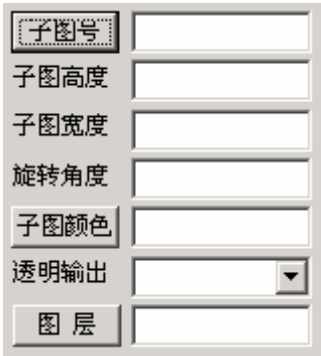 子图号
子图高度
子图宽度
旋转角度
子图颜色
透明输出
图 层